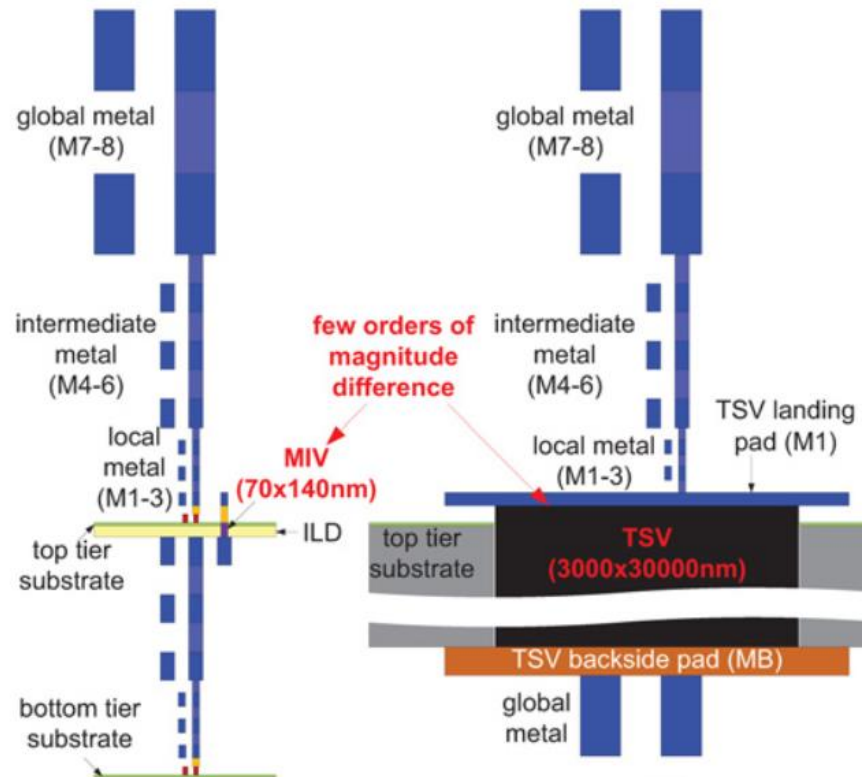 global metal
(M7-8)
intermediate
metal
(M4-6)
local
metal
(M1-3)
MIV
(70x140nm)
few orders of
magnitude
difference
top tier
substrate
ILD
bottom tier
substrate
global metal
(M7-8)
intermediate
metal
(M4-6)
TSV landing
pad (M1)
local metal
(M1-3)
top tier
substrate
TSV
(3000x30000nm)
TSV backside pad (MB)
global
metal